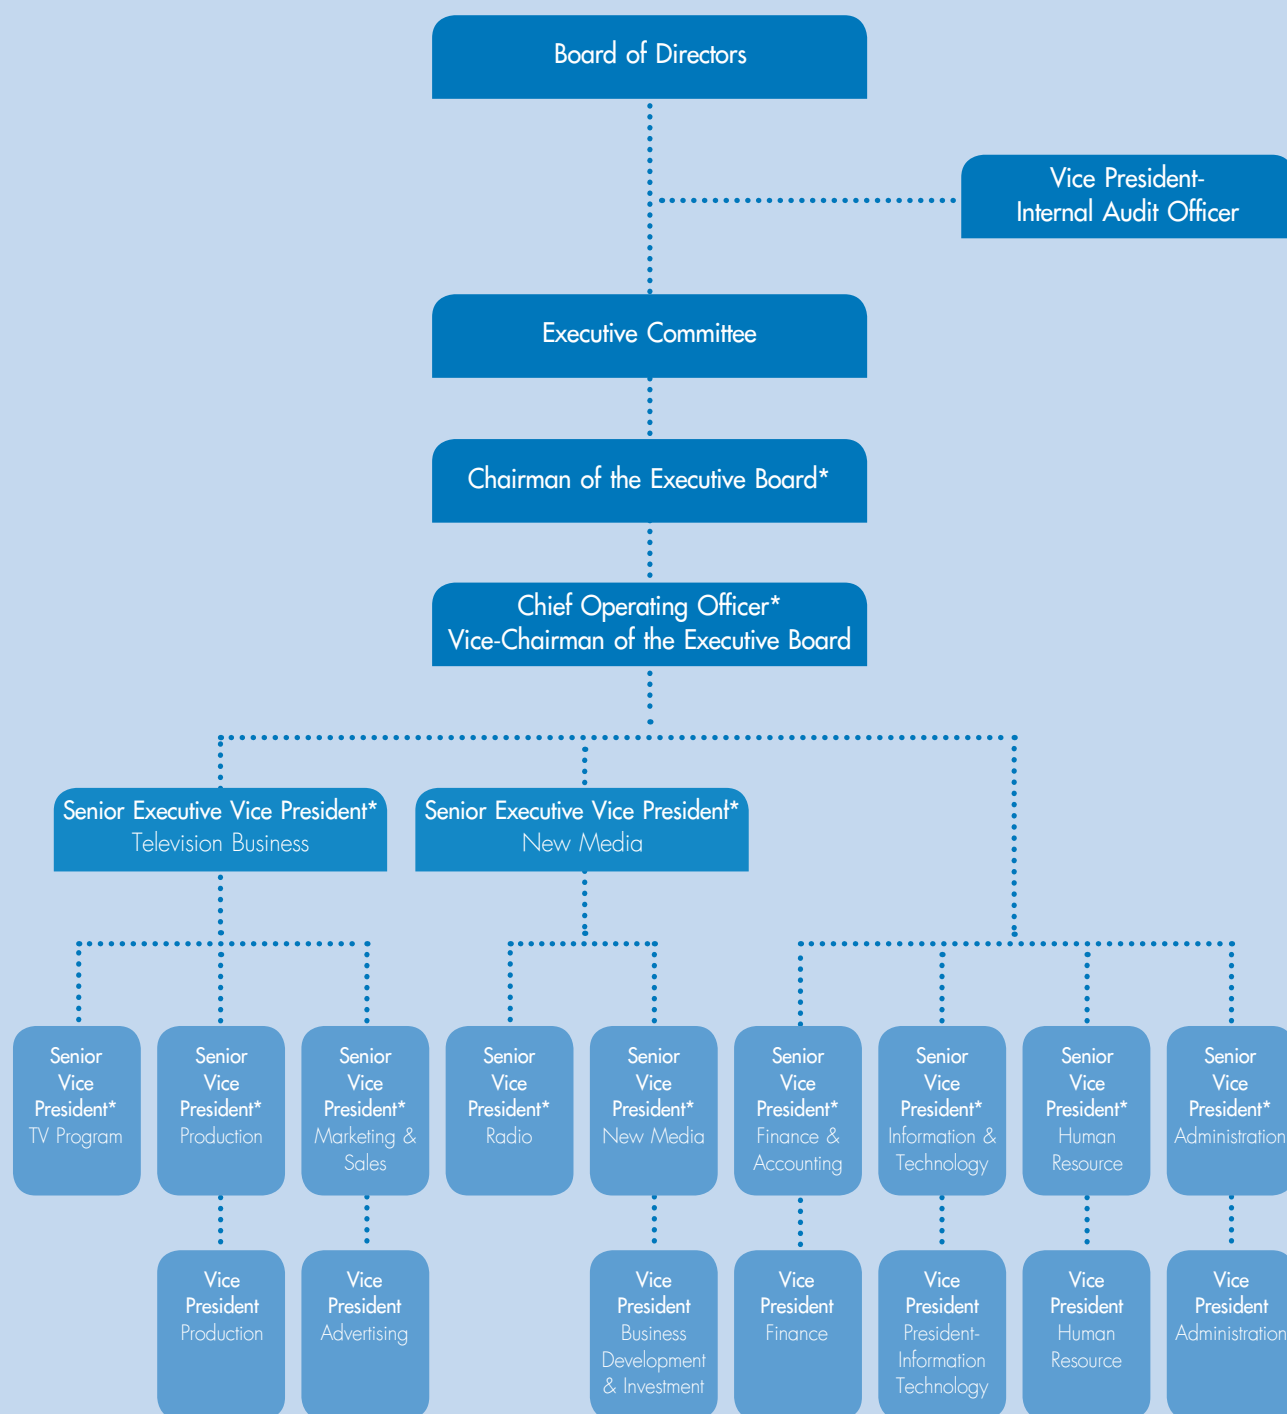 Board of Directors
Vice President-
Internal Audit Officer
Executive Committee
Chairman of the Executive Board*
Chief Operating Officer*
Vice-Chairman of the Executive Board
Senior Executive Vice President*
Television Business
Senior Executive Vice President*
New Media
Senior
Vice
President*
TV Program
Senior
Vice
President*
Production
Senior
Vice
President*
Marketing &
Sales
Senior
Vice
President*
Radio
Senior
Vice
President*
New Media
Senior
Vice
President*
Finance &
Accounting
Senior
Vice
President*
Information &
Technology
Senior
Vice
President*
Human
Resource
Senior
Vice
President*
Administration
Vice
President
Production
Vice
President
Advertising
Vice
President
Business
Development
& Investment
Vice
President
Finance
Vice
President
President-
Information
Technology
Vice
President
Human
Resource
Vice
President
Administration